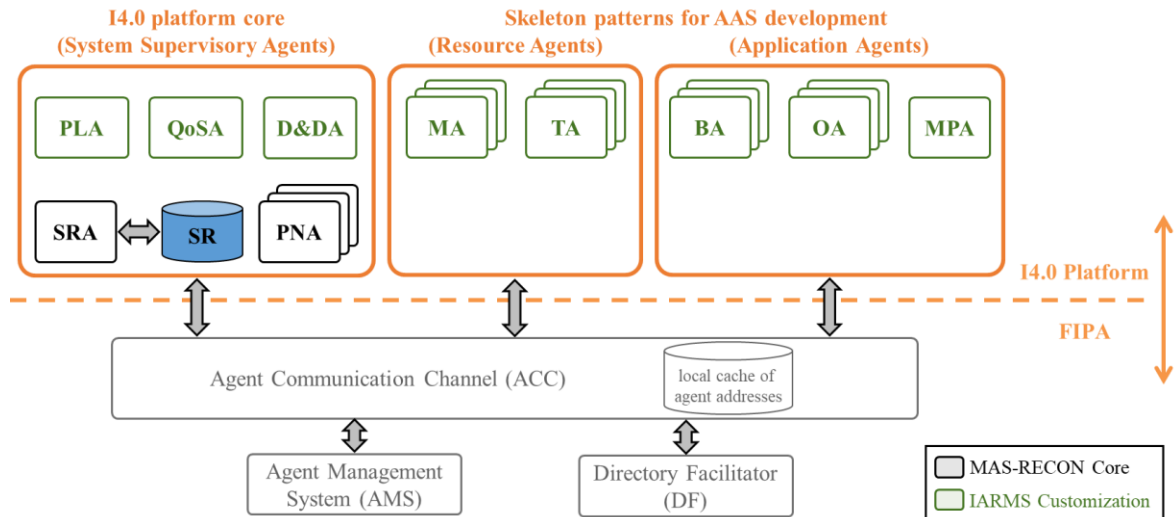 I4.0 platform core
(System Supervisory Agents)
Skeleton patterns for AAS development
(Resource Agents)
(Application Agents)
PLA
QoSA
D&DA
MA
TA
BA
OA
MPA
SRA
SR
PNA
I4.0 Platform
FIPA
Agent Communication Channel (ACC)
local cache of
agent addresses
Agent Management
System (AMS)
Directory Facilitator
(DF)
MAS-RECON Core
IARMS Customization